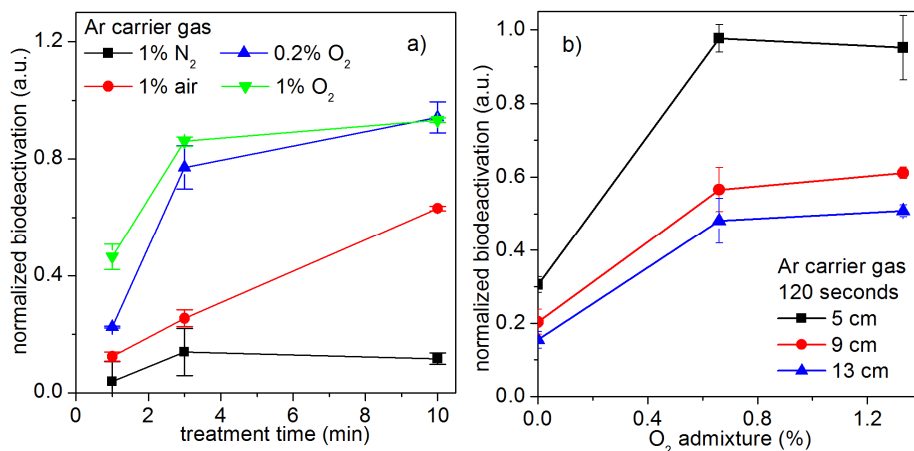 Ar carrier gas
1% N₂ 0.2% O₂
1% air 1% O₂
a)
normalized biodeactivation (a.u.)
1.2
0.8
0.4
0.0
0 2 4 6 8 10
treatment time (min)
b)
normalized biodeactivation (a.u.)
1.0
0.8
0.6
0.4
0.2
0.0
Ar carrier gas
120 seconds
5 cm
9 cm
13 cm
0.0 0.4 0.8 1.2
O₂ admixture (%)